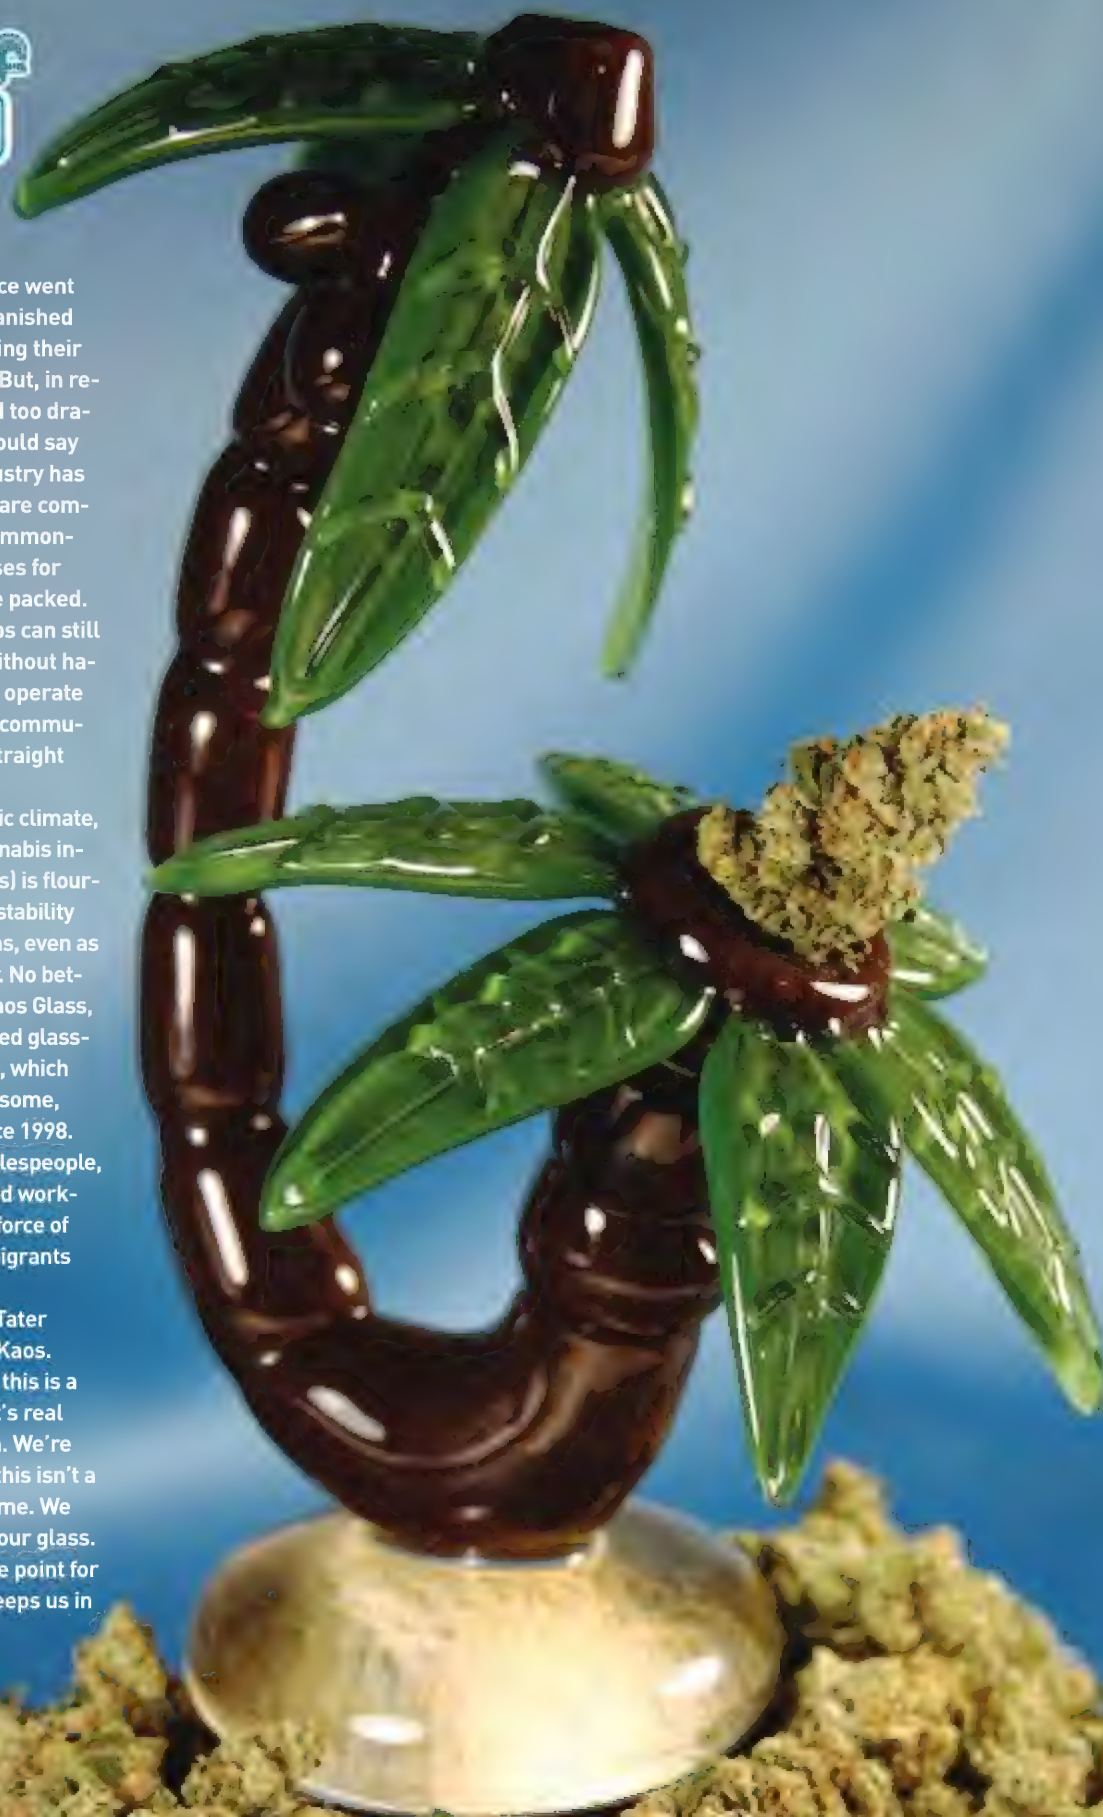 f
ce went
anished
ing their
But, in re-
d too dra-
ould say
ustry has
are com-
mmon-
ses for
e packed.
ps can still
ithout ha-
operate
commu-
traight
ic climate,
nabis in-
s) is flour-
stability
ns, even as
. No bet-
aos Glass,
ed glass-
, which
some,
ce 1998.
lespeople,
d work-
force of
igrants
Tater
Kaos.
this is a
t's real
. We're
this isn't a
me. We
our glass.
e point for
eeps us in